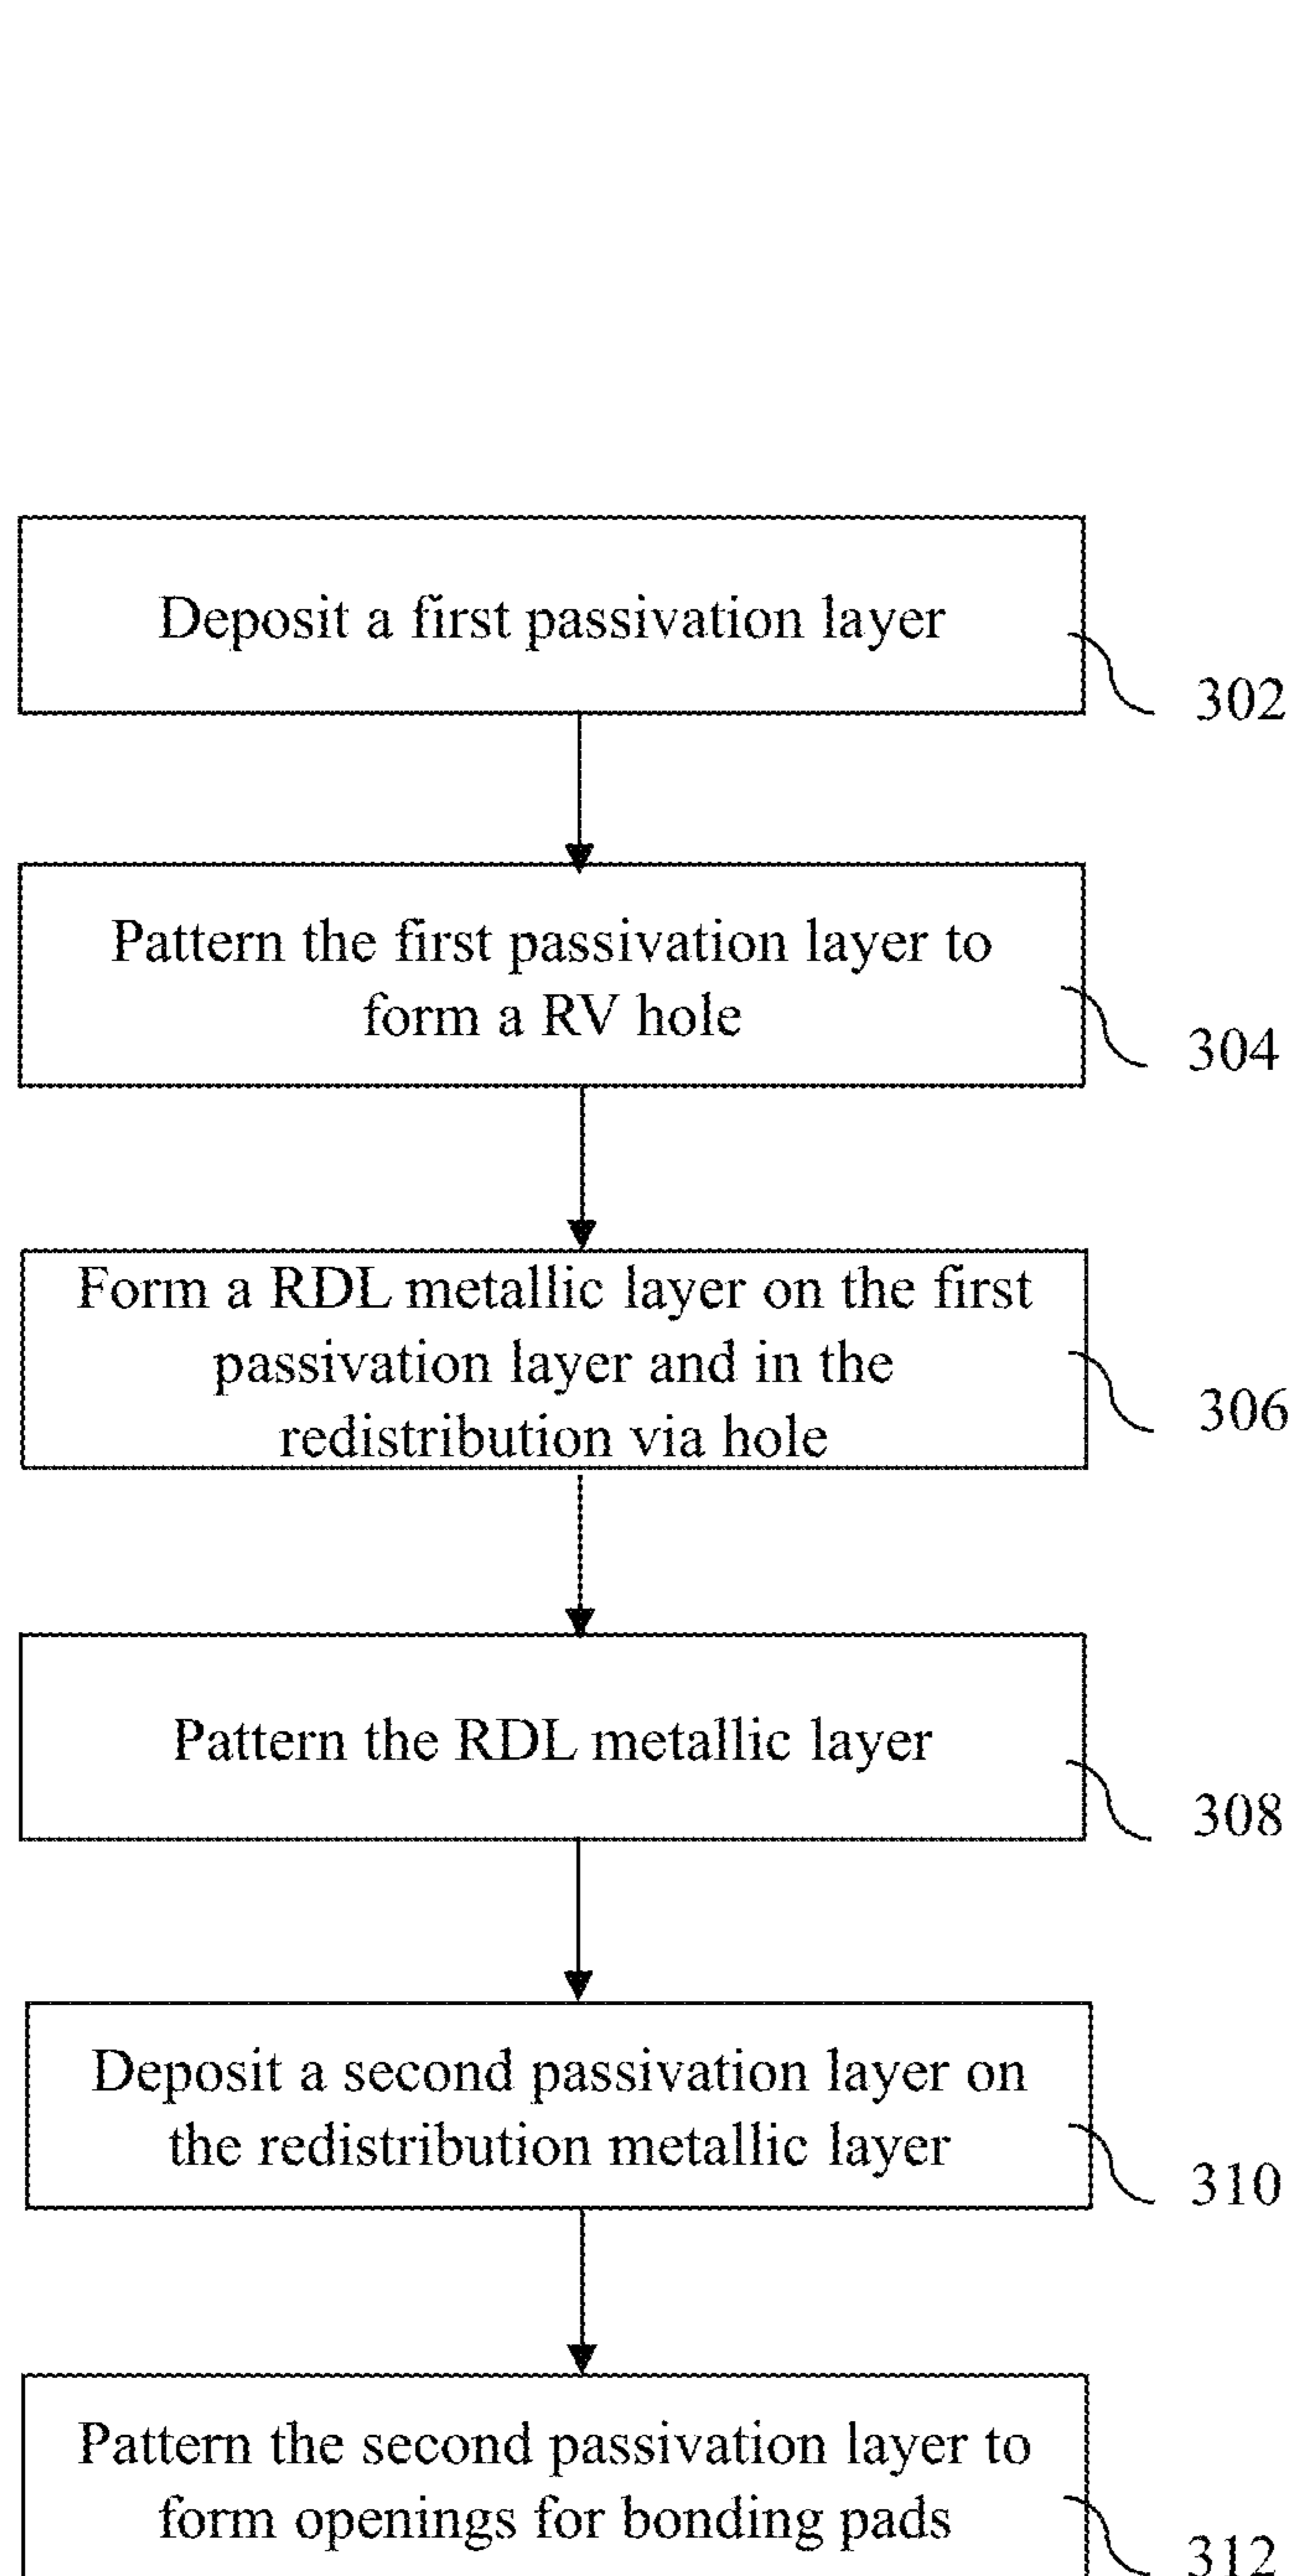 Deposit a first passivation layer
302
Pattern the first passivation layer to
form a RV hole
304
Form a RDL metallic layer on the first
passivation layer and in the
redistribution via hole
306
Pattern the RDL metallic layer
308
Deposit a second passivation layer on
the redistribution metallic layer
310
Pattern the second passivation layer to
form openings for bonding pads
312